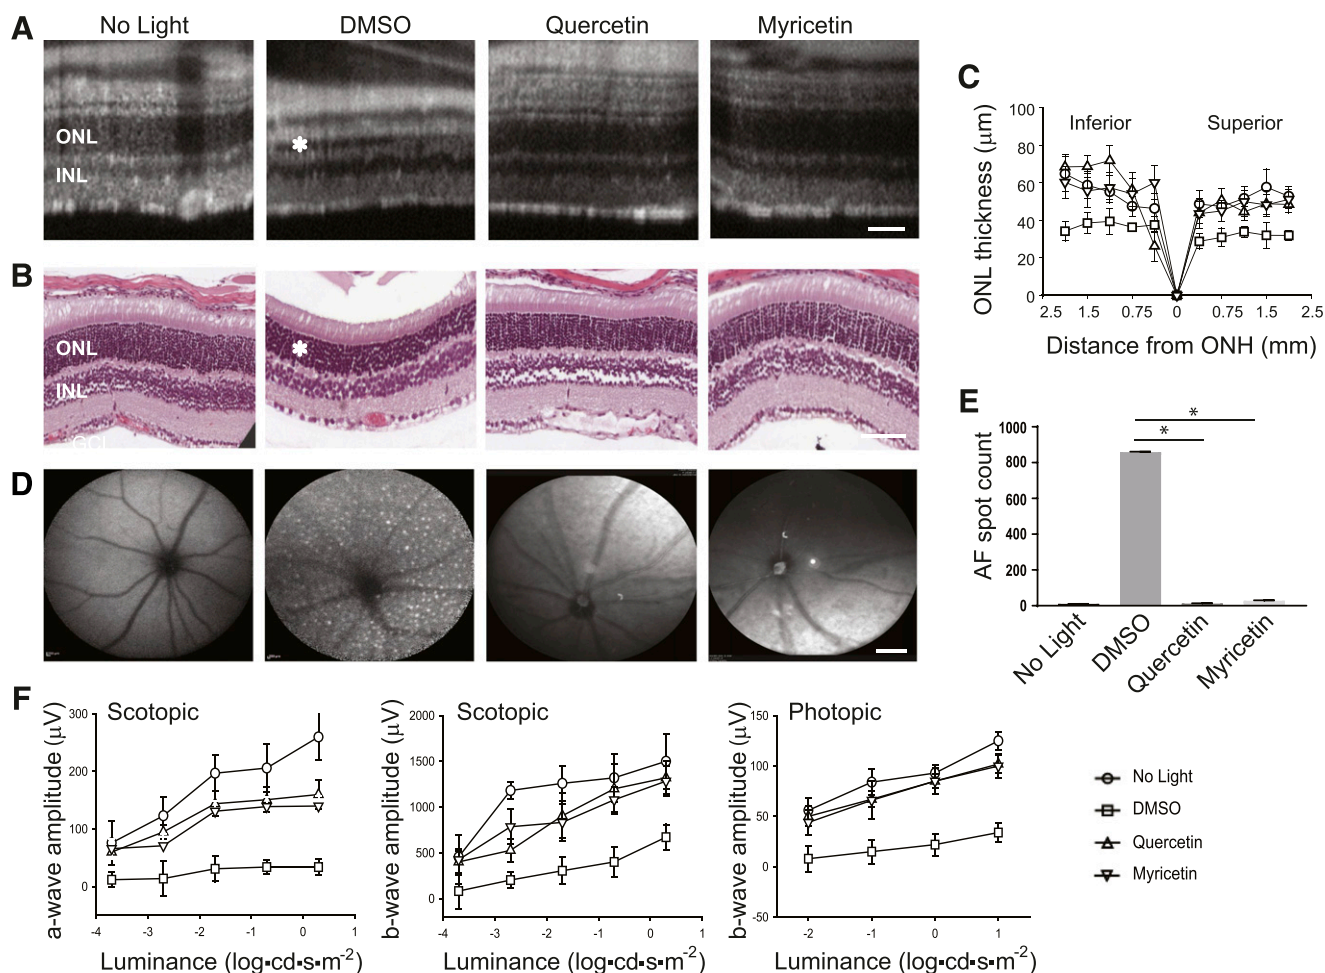 A
No Light
DMSO
Quercetin
Myricetin
ONL
INL
*
B
ONL
INL
GCL
*
C
ONL thickness (μm)
100
80
60
40
20
0
Inferior
Superior
2.5
1.5
0.75
0
0.75
1.5
2.5
Distance from ONH (mm)
D
E
AF spot count
1000
800
600
400
200
0
*
*
No Light
DMSO
Quercetin
Myricetin
F
a-wave amplitude (μV)
Scotopic
300
200
100
0
-4
-3
-2
-1
0
1
Luminance (log▪cd▪s▪m-2)
b-wave amplitude (μV)
Scotopic
2000
1500
1000
500
0
-4
-3
-2
-1
0
1
Luminance (log▪cd▪s▪m-2)
b-wave amplitude (μV)
Photopic
150
100
50
0
-50
-2
-1
0
1
Luminance (log▪cd▪s▪m-2)
No Light
DMSO
Quercetin
Myricetin